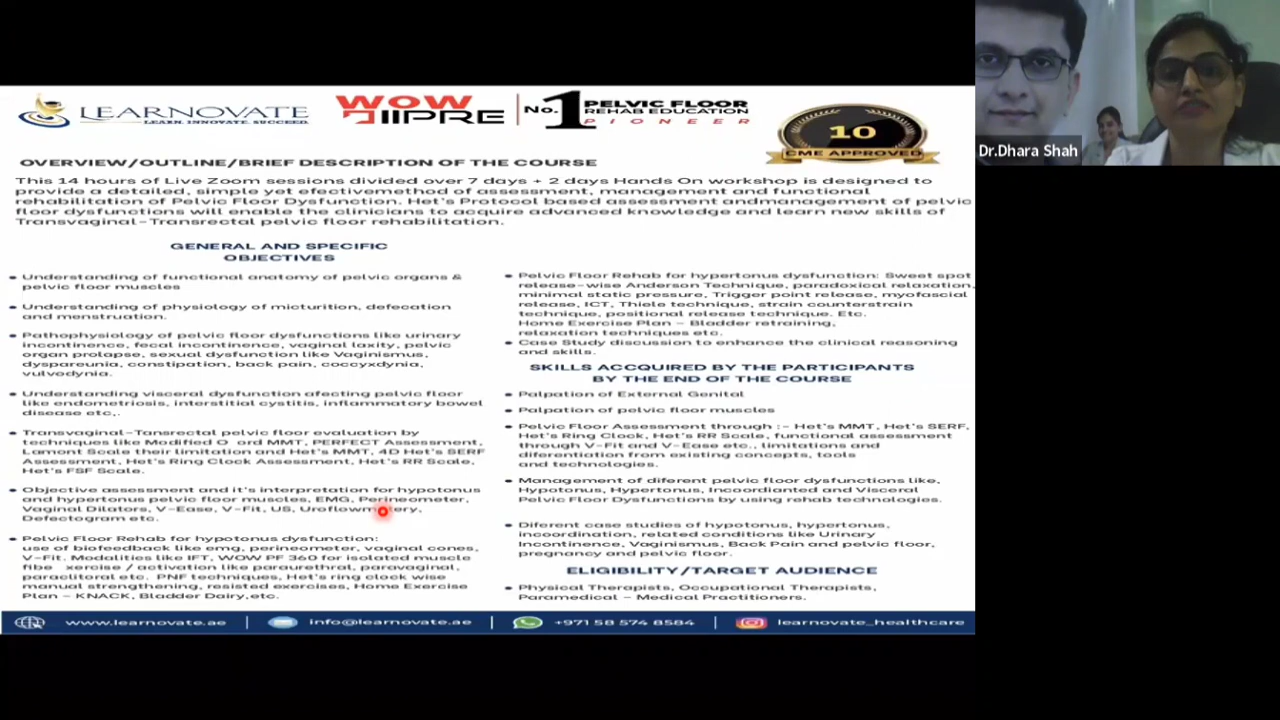 LEARNOVATE
LEARN. INNOVATE. SUCCEED.
WOW
IIPRE
No. 1 PELVIC FLOOR
REHAB EDUCATION
PIONEER
10
CME APPROVED
Dr.Dhara Shah
OVERVIEW/OUTLINE/BRIEF DESCRIPTION OF THE COURSE
This 14 hours of Live Zoom sessions divided over 7 days + 2 days Hands On workshop is designed to
provide a detailed, simple yet efectivemethod of assessment, management and functional
rehabilitation of Pelvic Floor Dysfunction. Het's Protocol based assessment andmanagement of pelvic
floor dysfunctions will enable the clinicians to acquire advanced knowledge and learn new skills of
Transvaginal-Transrectal pelvic floor rehabilitation.
GENERAL AND SPECIFIC
OBJECTIVES
• Understanding of functional anatomy of pelvic organs &
pelvic floor muscles
• Understanding of physiology of micturition, defecation
and menstruation.
• Pathophysiology of pelvic floor dysfunctions like urinary
incontinence, fecal incontinence, vaginal laxity, pelvic
organ prolapse, sexual dysfunction like Vaginismus,
dyspareunia, constipation, back pain, coccyxdynia,
vulvodynia.
• Understanding visceral dysfunction afecting pelvic floor
like endometriosis, interstitial cystitis, inflammatory bowel
disease etc,.
• Transvaginal-Tansrectal pelvic floor evaluation by
techniques like Modified O ord MMT, PERFECT Assessment,
Lamont Scale their limitation and Het's MMT, 4D Het's SERF
Assessment, Het's Ring Clock Assessment, Het's RR Scale,
Het's FSF Scale.
• Objective assessment and it's interpretation for hypotonus
and hypertonus pelvic floor muscles, EMG, Perineometer,
Vaginal Dilators, V-Ease, V-Fit, US, Uroflowmetery,
Defectogram etc.
• Pelvic Floor Rehab for hypotonus dysfunction:
use of biofeedback like emg, perineometer, vaginal cones,
V-Fit. Modalities like IFT, WOW PF 360 for isolated muscle
fibe xercise / activation like paraurethral, paravaginal,
paraclitoral etc. PNF techniques, Het's ring clock wise
manual strengthening, resisted exercises, Home Exercise
Plan - KNACK, Bladder Dairy,etc.
• Pelvic Floor Rehab for hypertonus dysfunction: Sweet spot
release-wise Anderson Technique, paradoxical relaxation,
minimal static pressure, Trigger point release, myofascial
release, ICT, Thiele technique, strain counterstrain
technique, positional release technique. Etc.
Home Exercise Plan - Bladder retraining,
relaxation techniques etc.
• Case Study discussion to enhance the clinical reasoning
and skills.
SKILLS ACCQUIRED BY THE PARTICIPANTS
BY THE END OF THE COURSE
• Palpation of External Genital
• Palpation of pelvic floor muscles
• Pelvic Floor Assessment through :- Het's MMT, Het's SERF,
Het's Ring Clock, Het's RR Scale, functional assessment
through V-Fit and V-Ease etc., limitations and
diferentiation from existing concepts, tools
and technologies.
• Management of diferent pelvic floor dysfunctions like,
Hypotonus, Hypertonus, Incoordianted and Visceral
Pelvic Floor Dysfunctions by using rehab technologies.
• Diferent case studies of hypotonus, hypertonus,
incoordination, related conditions like Urinary
Incontinence, Vaginismus, Back Pain and pelvic floor,
pregnancy and pelvic floor.
ELIGIBILITY/TARGET AUDIENCE
• Physical Therapists, Occupational Therapists,
Paramedical - Medical Practitioners.
www.learnovate.ae | info@learnovate.ae | +971 58 574 8584 | learnovate_healthcare